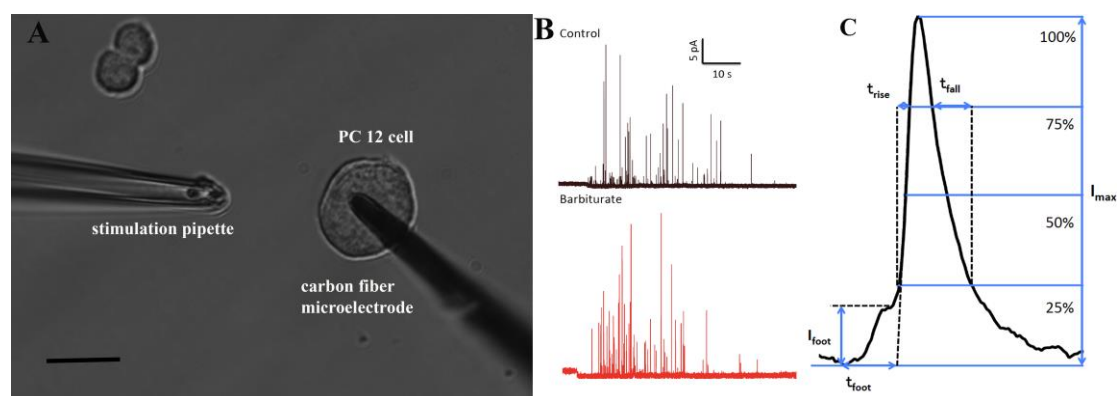 A
PC 12 cell
stimulation pipette
carbon fiber
microelectrode
B
Control
5 pA
10 s
Barbiturate
C
100%
t_rise
t_fall
75%
I_max
50%
25%
I_foot
t_foot